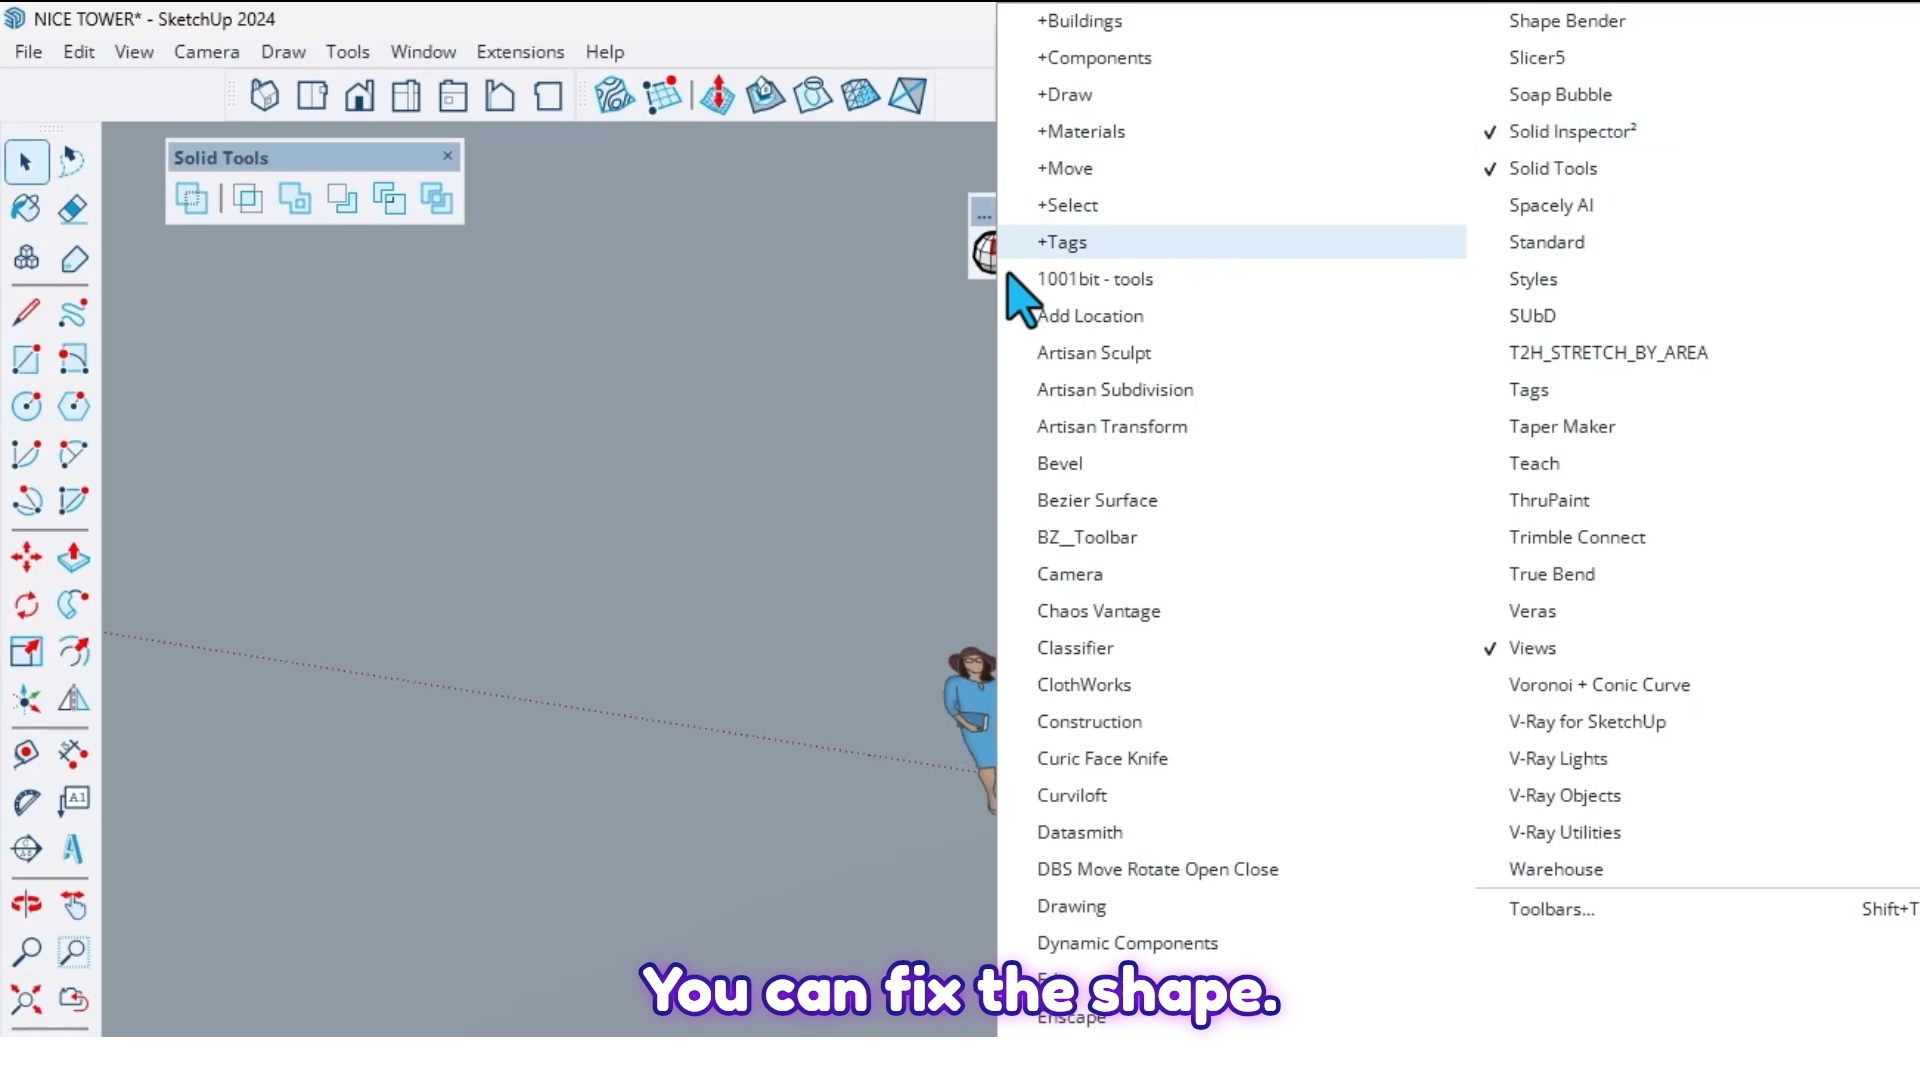 NICE TOWER* - SketchUp 2024
File Edit View Camera Draw Tools Window Extensions Help
Solid Tools
...
A1
+Buildings
+Components
+Draw
+Materials
+Move
+Select
+Tags
1001bit - tools
Add Location
Artisan Sculpt
Artisan Subdivision
Artisan Transform
Bevel
Bezier Surface
BZ__Toolbar
Camera
Chaos Vantage
Classifier
ClothWorks
Construction
Curic Face Knife
Curviloft
Datasmith
DBS Move Rotate Open Close
Drawing
Dynamic Components
Enscape
Shape Bender
Slicer5
Soap Bubble
Solid Inspector²
Solid Tools
Spacely AI
Standard
Styles
SUbD
T2H_STRETCH_BY_AREA
Tags
Taper Maker
Teach
ThruPaint
Trimble Connect
True Bend
Veras
Views
Voronoi + Conic Curve
V-Ray for SketchUp
V-Ray Lights
V-Ray Objects
V-Ray Utilities
Warehouse
Toolbars... Shift+T
You can fix the shape.